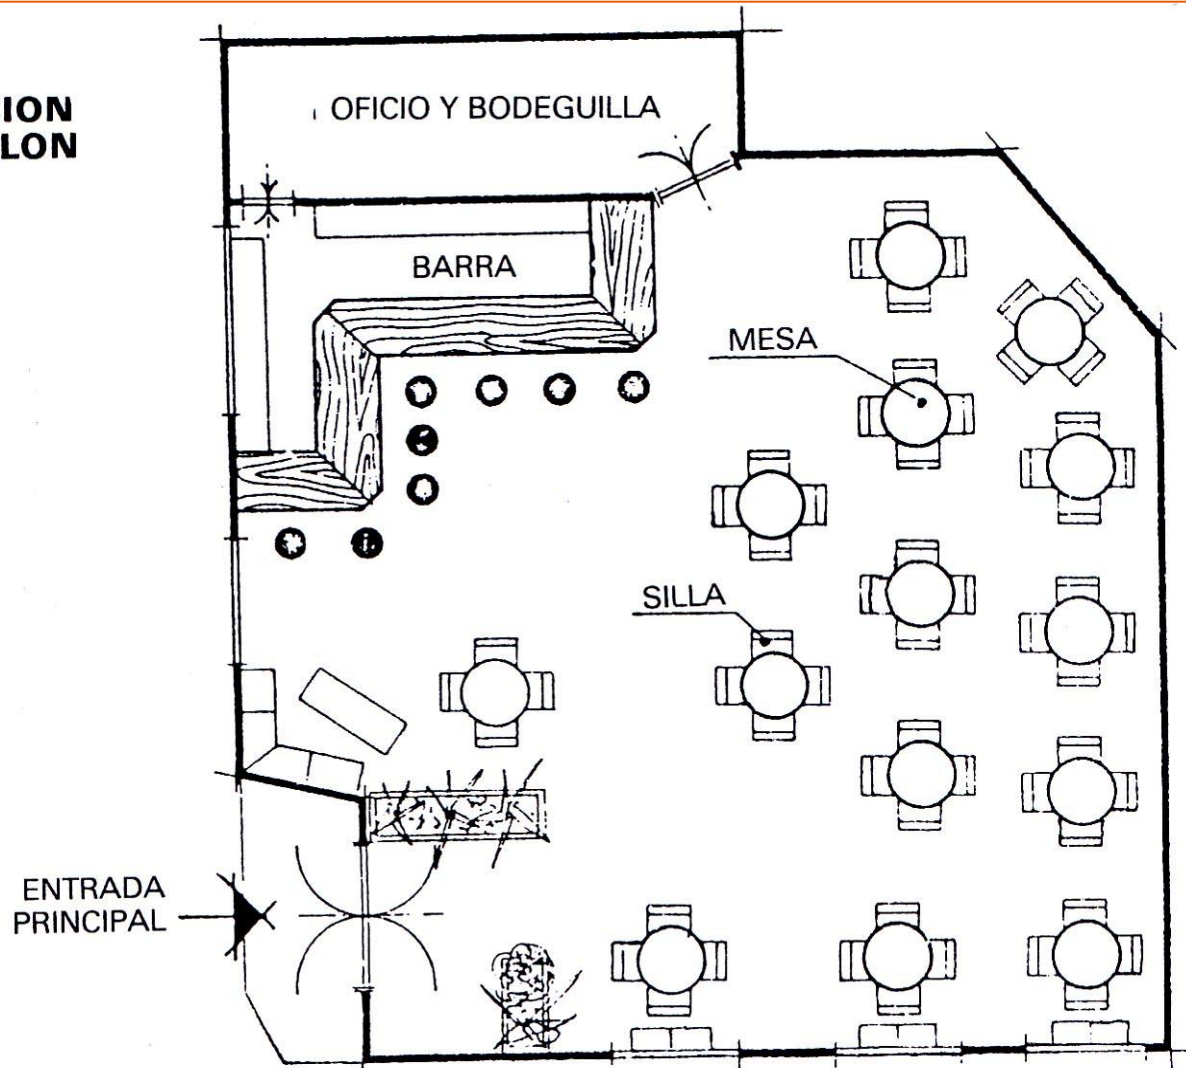 ION
LON
OFICIO Y BODEGUILLA
BARRA
MESA
SILLA
ENTRADA
PRINCIPAL